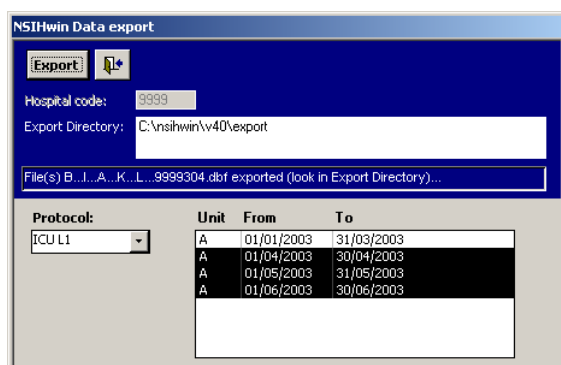 NSIHwin Data export
Export
Hospital code: 9999
Export Directory: C:\nsihwin\v40\export
File(s) B...I...A...K...L...9999304.dbf exported (look in Export Directory)...
Protocol: Unit From To
ICU L1 A 01/01/2003 31/03/2003
A 01/04/2003 30/04/2003
A 01/05/2003 31/05/2003
A 01/06/2003 30/06/2003